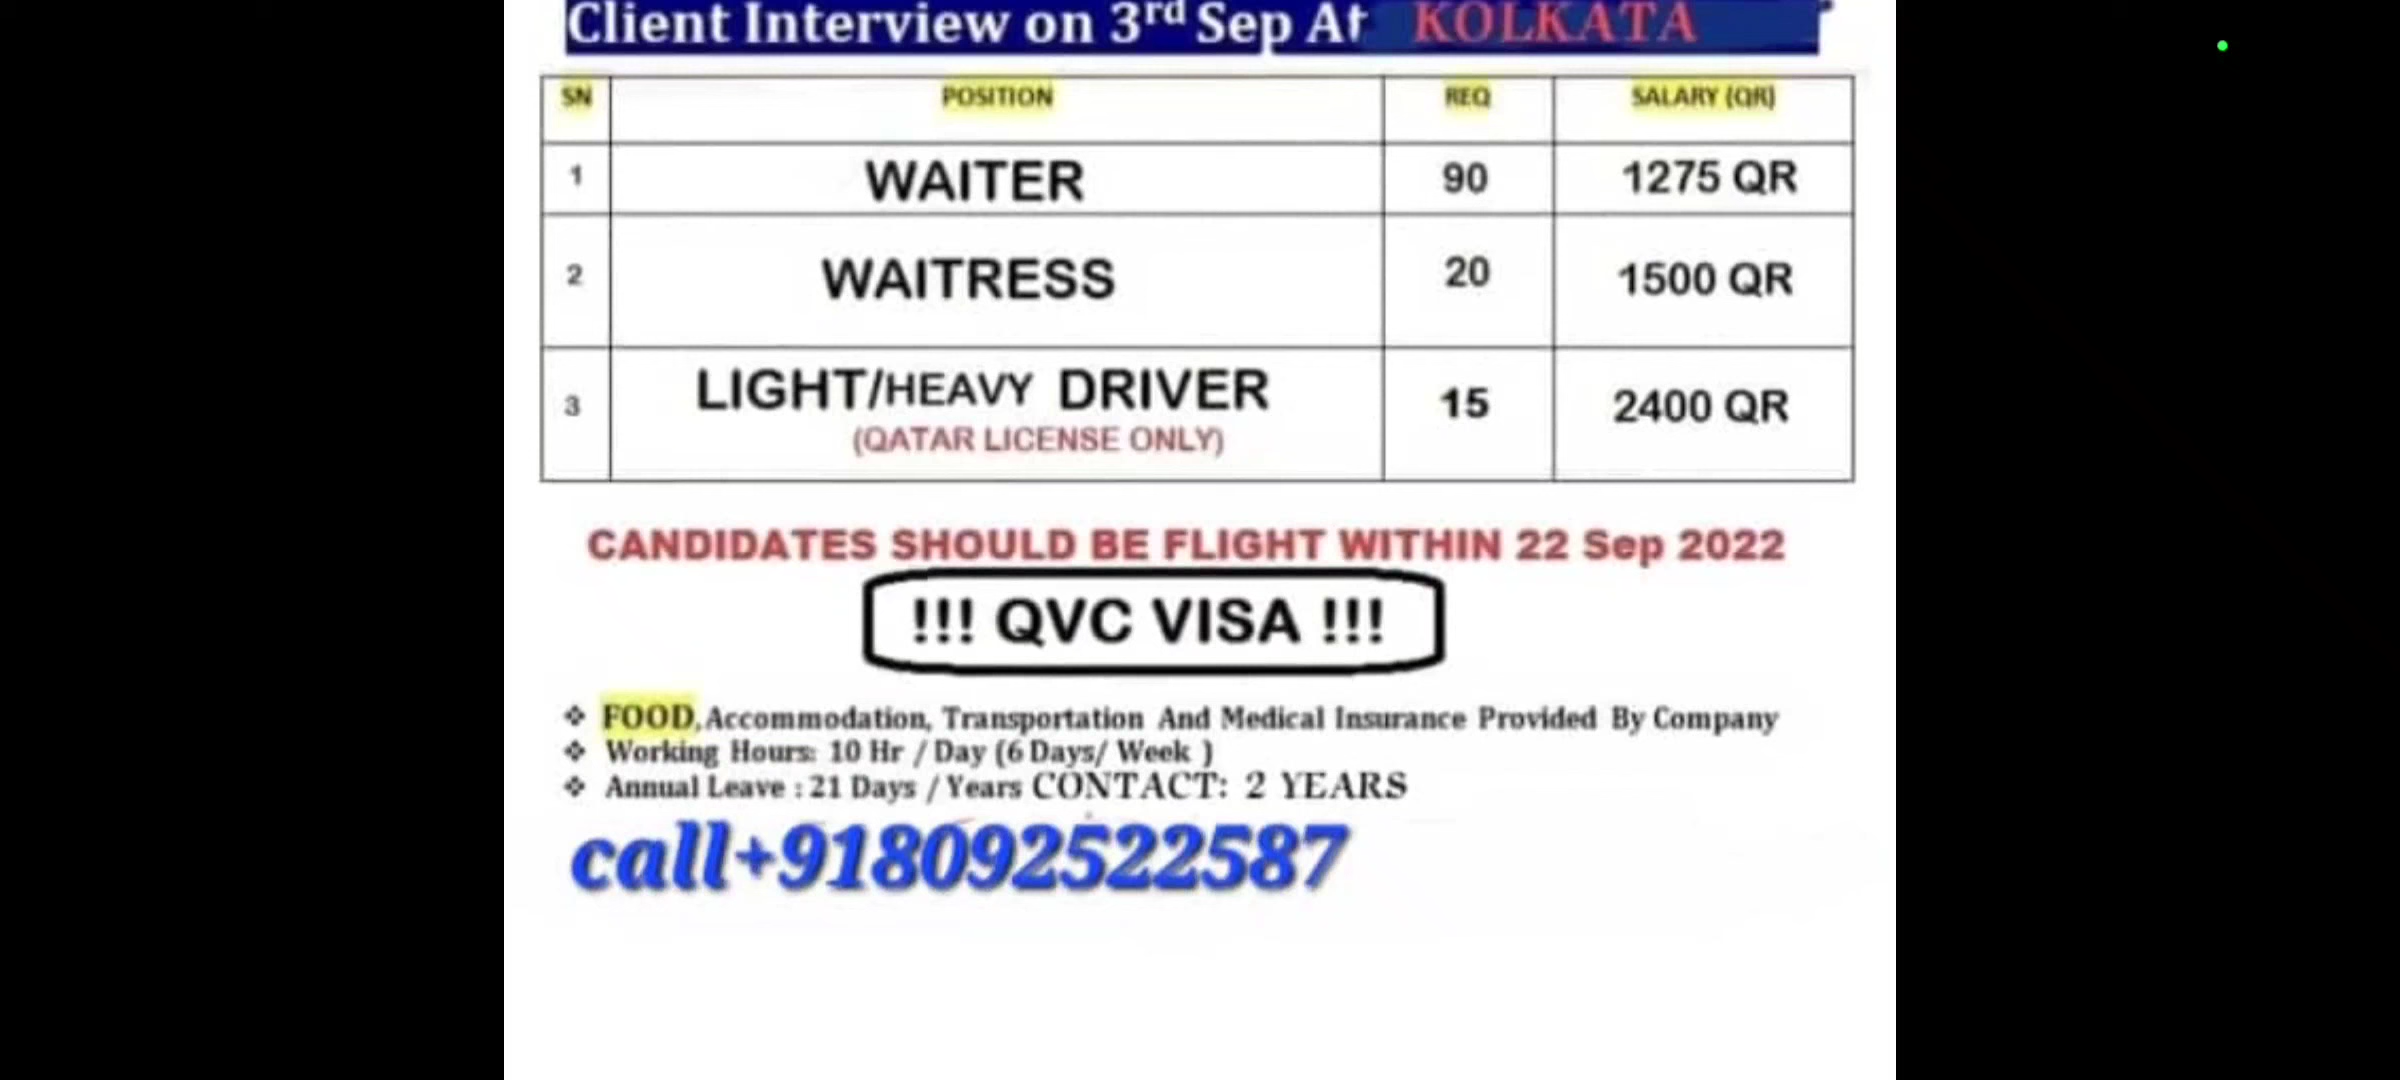 Client Interview on 3rd Sep At KOLKATA
SN POSITION REQ SALARY (QR)
1 WAITER 90 1275 QR
2 WAITRESS 20 1500 QR
3 LIGHT/HEAVY DRIVER 15 2400 QR
(QATAR LICENSE ONLY)
CANDIDATES SHOULD BE FLIGHT WITHIN 22 Sep 2022
!!! QVC VISA !!!
❖ FOOD, Accommodation, Transportation And Medical Insurance Provided By Company
❖ Working Hours: 10 Hr / Day (6 Days/ Week )
❖ Annual Leave : 21 Days / Years CONTACT: 2 YEARS
call+918092522587